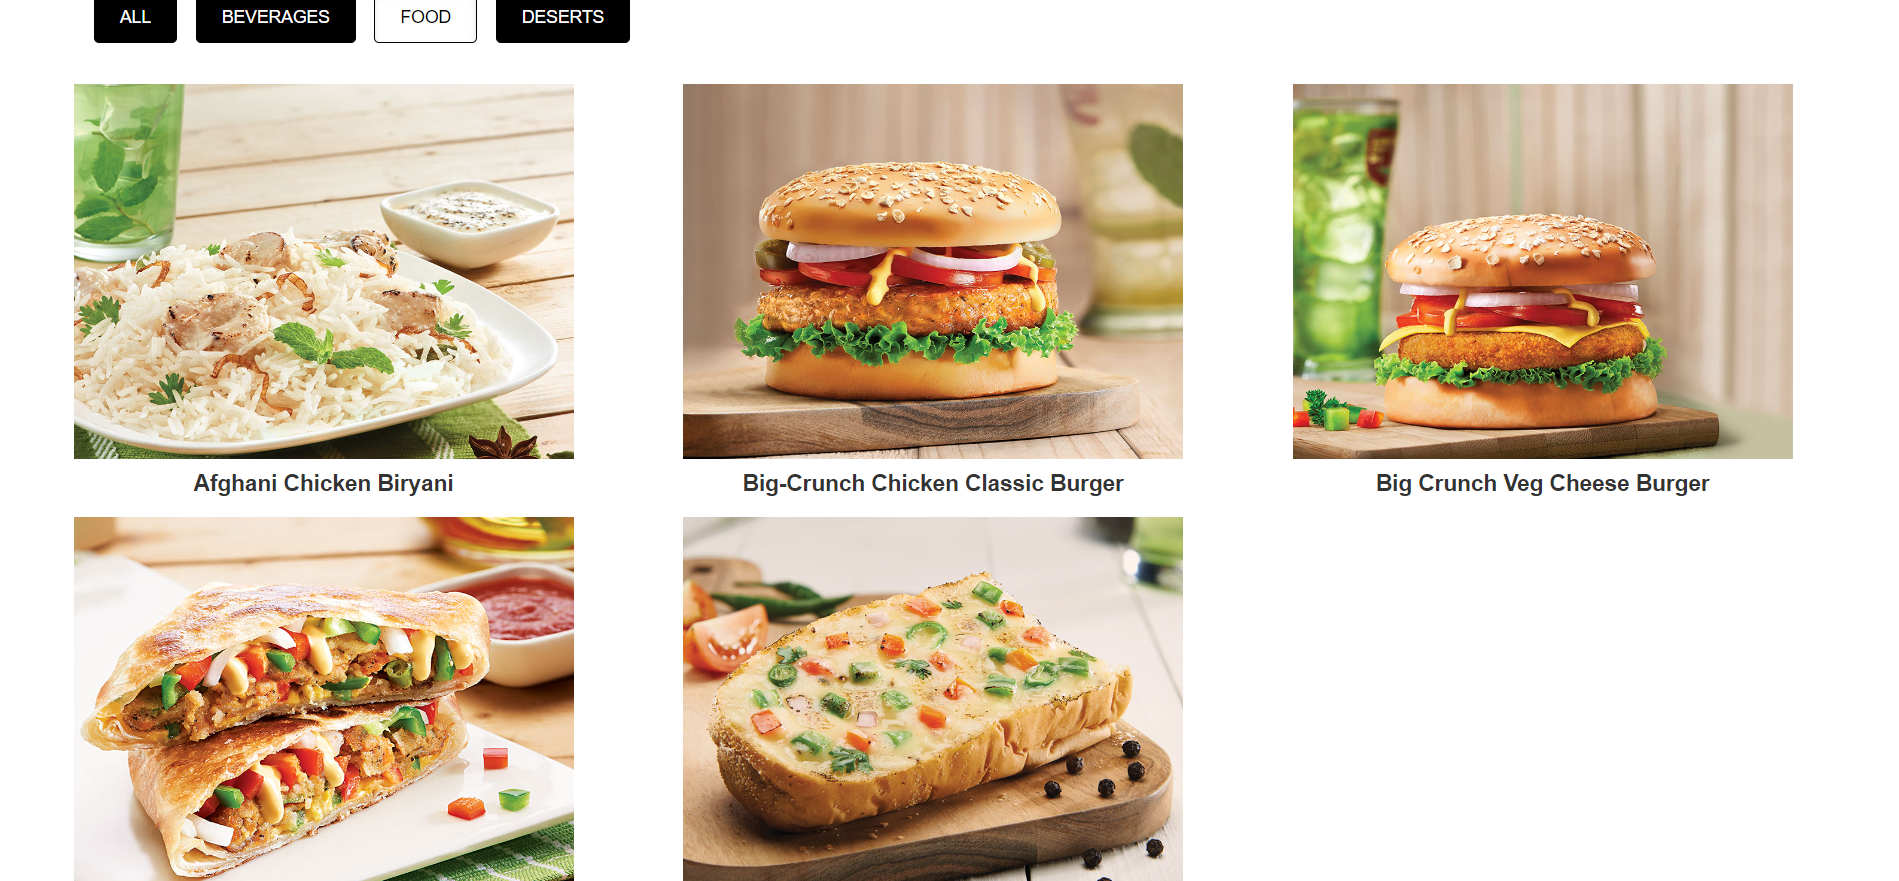 ALL BEVERAGES FOOD DESERTS
Afghani Chicken Biryani
Big-Crunch Chicken Classic Burger
Big Crunch Veg Cheese Burger